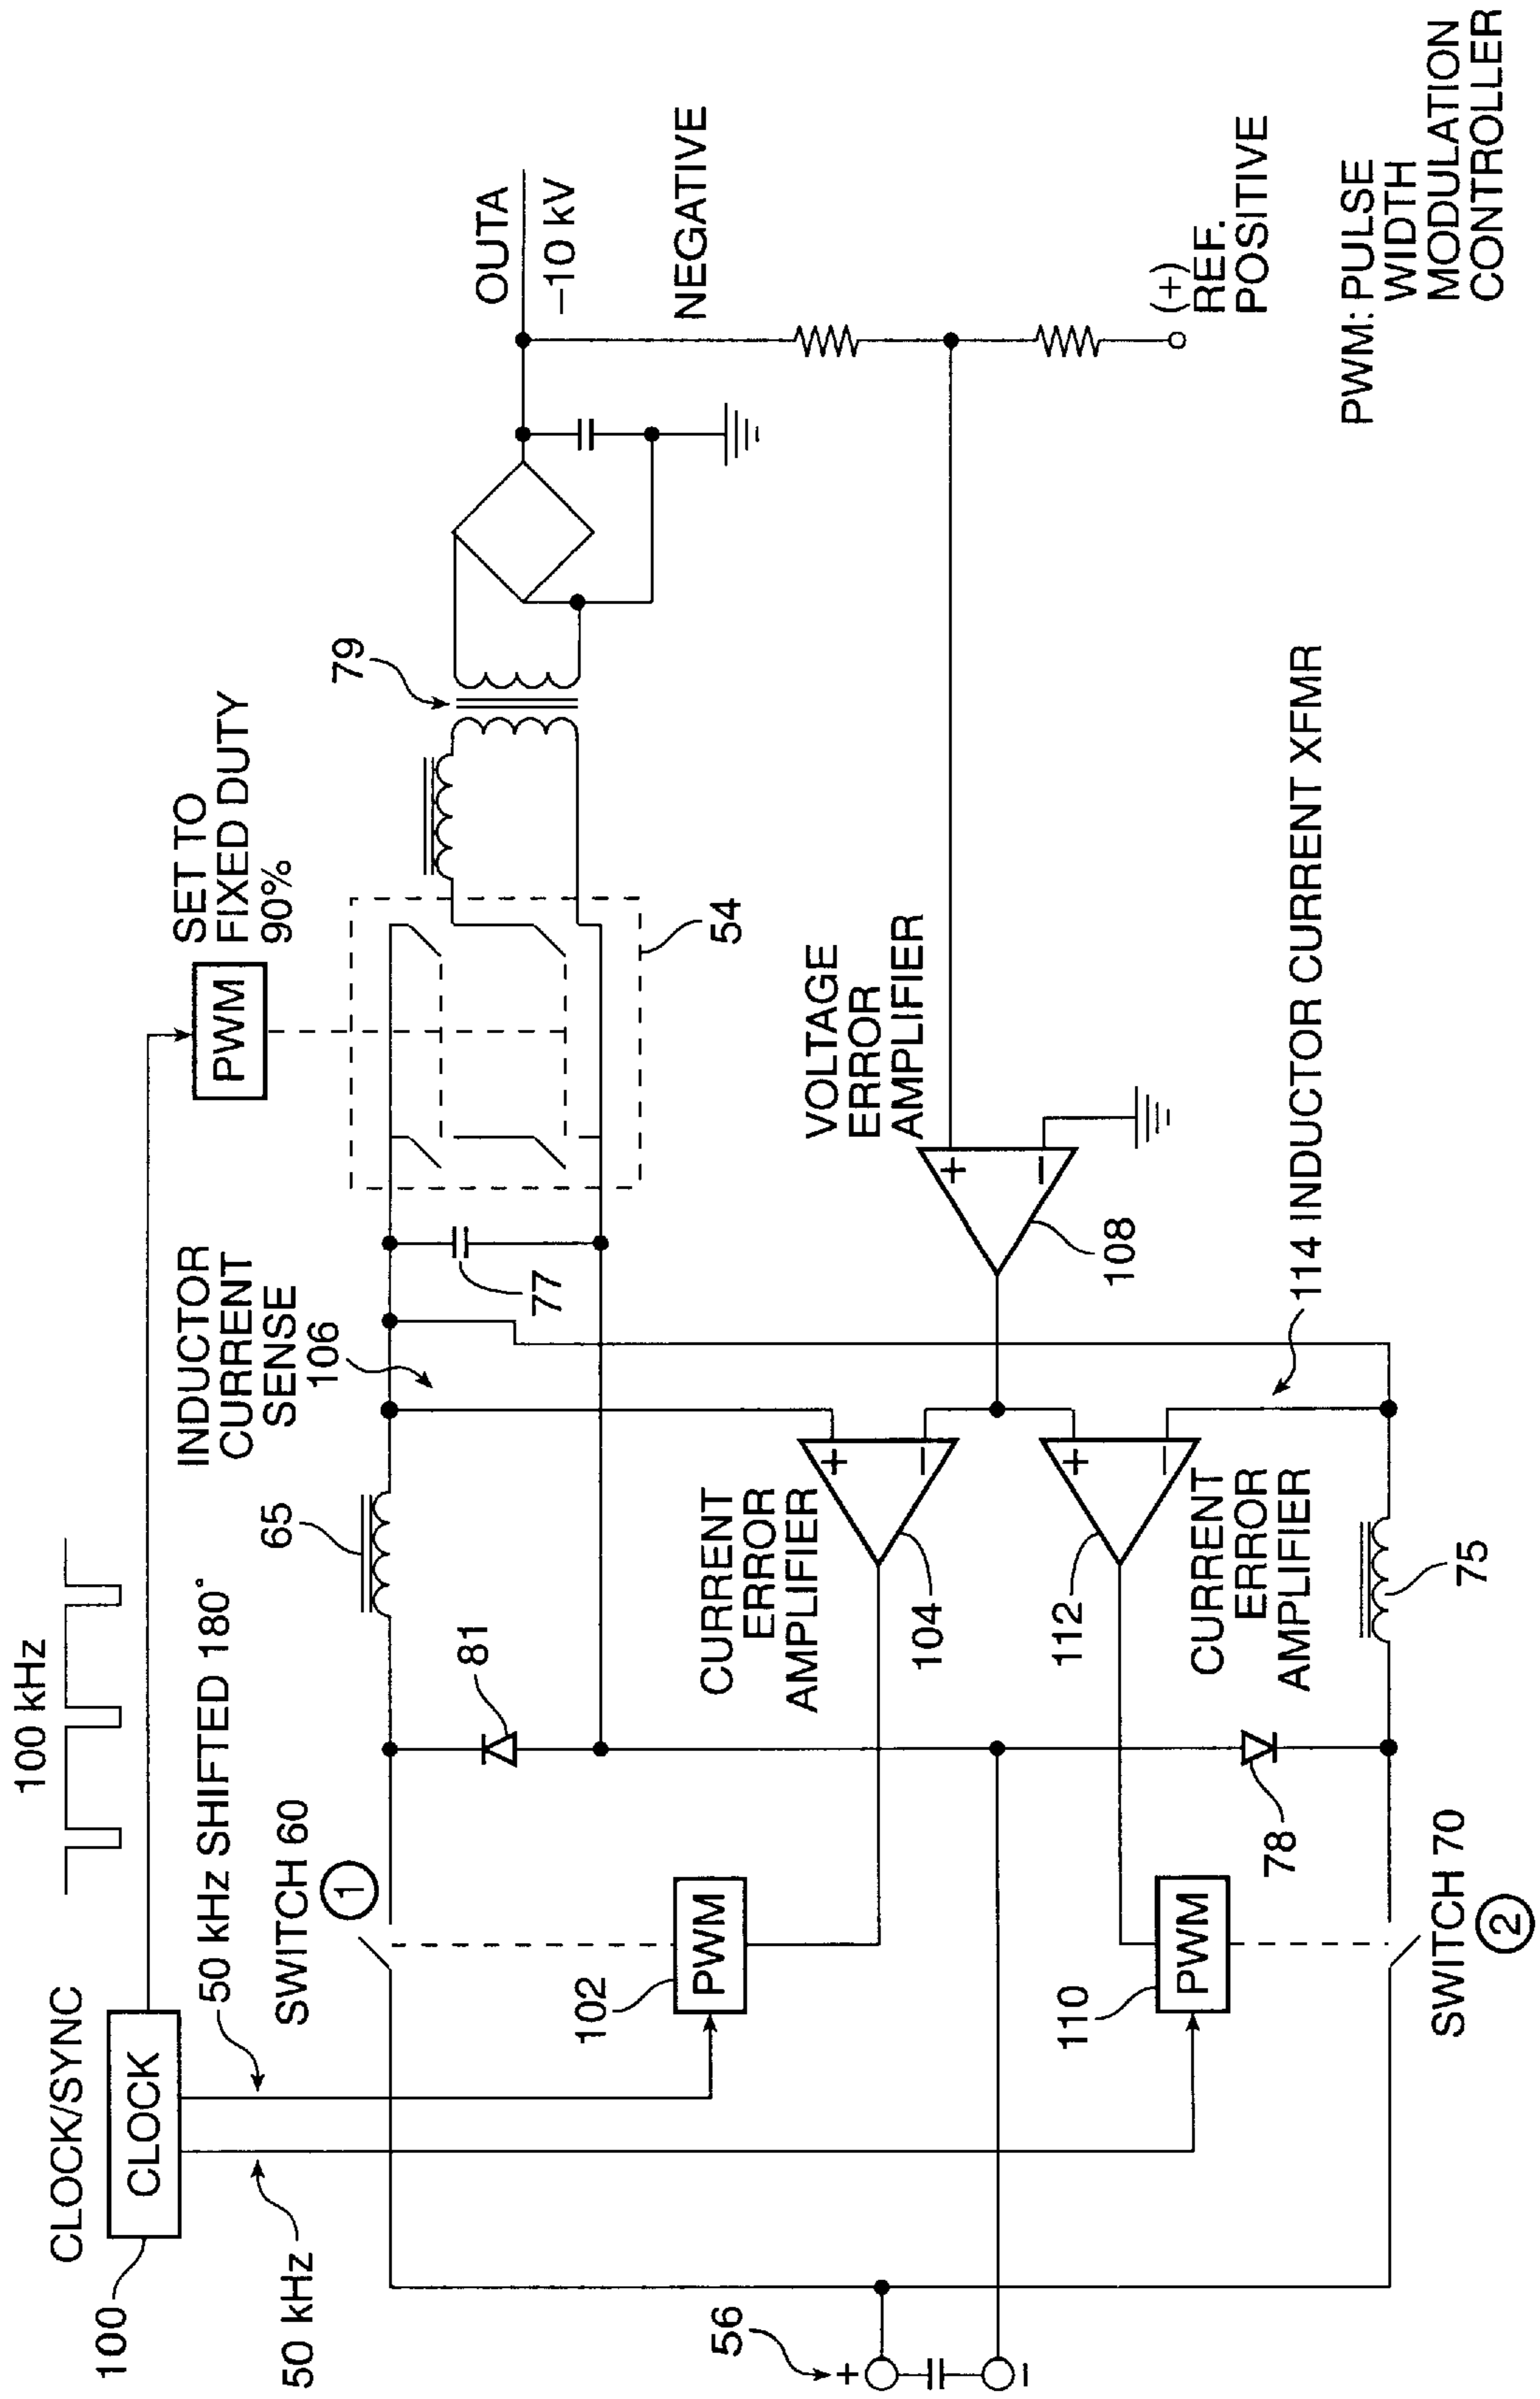 100 kHz
CLOCK/SYNC
CLOCK
100
50 kHz SHIFTED 180°
50 kHz
SET TO
FIXED DUTY
90%
PWM
SWITCH 60
1
65
INDUCTOR
CURRENT
SENSE
106
79
OUTA
–10 kV
NEGATIVE
81
77
54
56
+
–
102
PWM
CURRENT
ERROR
AMPLIFIER
104
+
–
VOLTAGE
ERROR
AMPLIFIER
+
–
108
(+)
REF.
POSITIVE
110
PWM
112
+
–
CURRENT
ERROR
AMPLIFIER
114 INDUCTOR CURRENT XFMR
78
75
SWITCH 70
2
PWM: PULSE
WIDTH
MODULATION
CONTROLLER